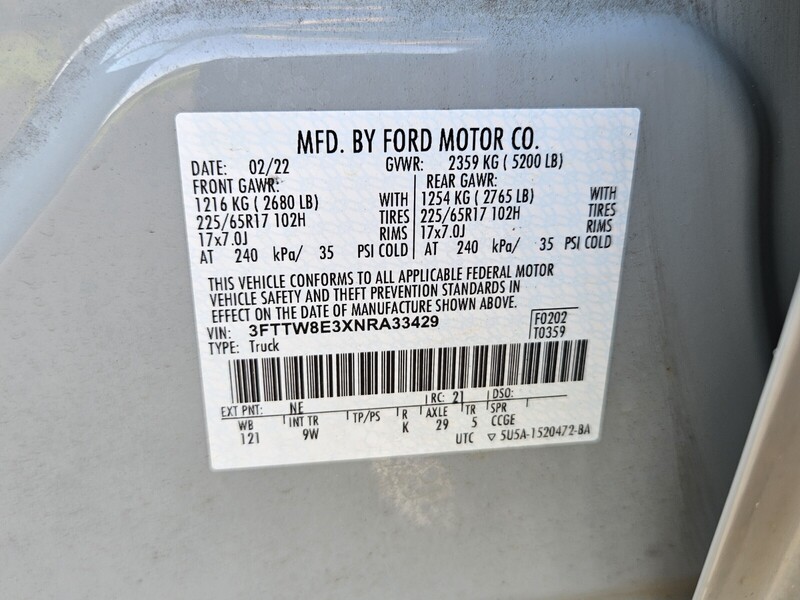 MFD. BY FORD MOTOR CO.
DATE: 02/22 GVWR: 2359 KG ( 5200 LB)
FRONT GAWR: REAR GAWR:
1216 KG ( 2680 LB) WITH 1254 KG ( 2765 LB) WITH
225/65R17 102H TIRES 225/65R17 102H TIRES
17x7.0J RIMS 17x7.0J RIMS
AT 240 kPa/ 35 PSI COLD AT 240 kPa/ 35 PSI COLD
THIS VEHICLE CONFORMS TO ALL APPLICABLE FEDERAL MOTOR
VEHICLE SAFETY AND THEFT PREVENTION STANDARDS IN
EFFECT ON THE DATE OF MANUFACTURE SHOWN ABOVE.
VIN: 3FTTW8E3XNRA33429 F0202
TYPE: Truck T0359
EXT PNT: NE RC: 21 DSO:
WB INT TR TP/PS R AXLE TR SPR
121 9W K 29 5 CCGE
UTC ▽ 5U5A-1520472-BA